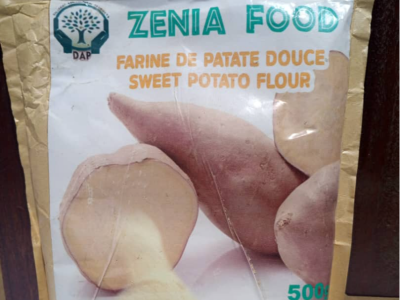 ZENIA FOOD
DAP
FARINE DE PATATE DOUCE
SWEET POTATO FLOUR
500